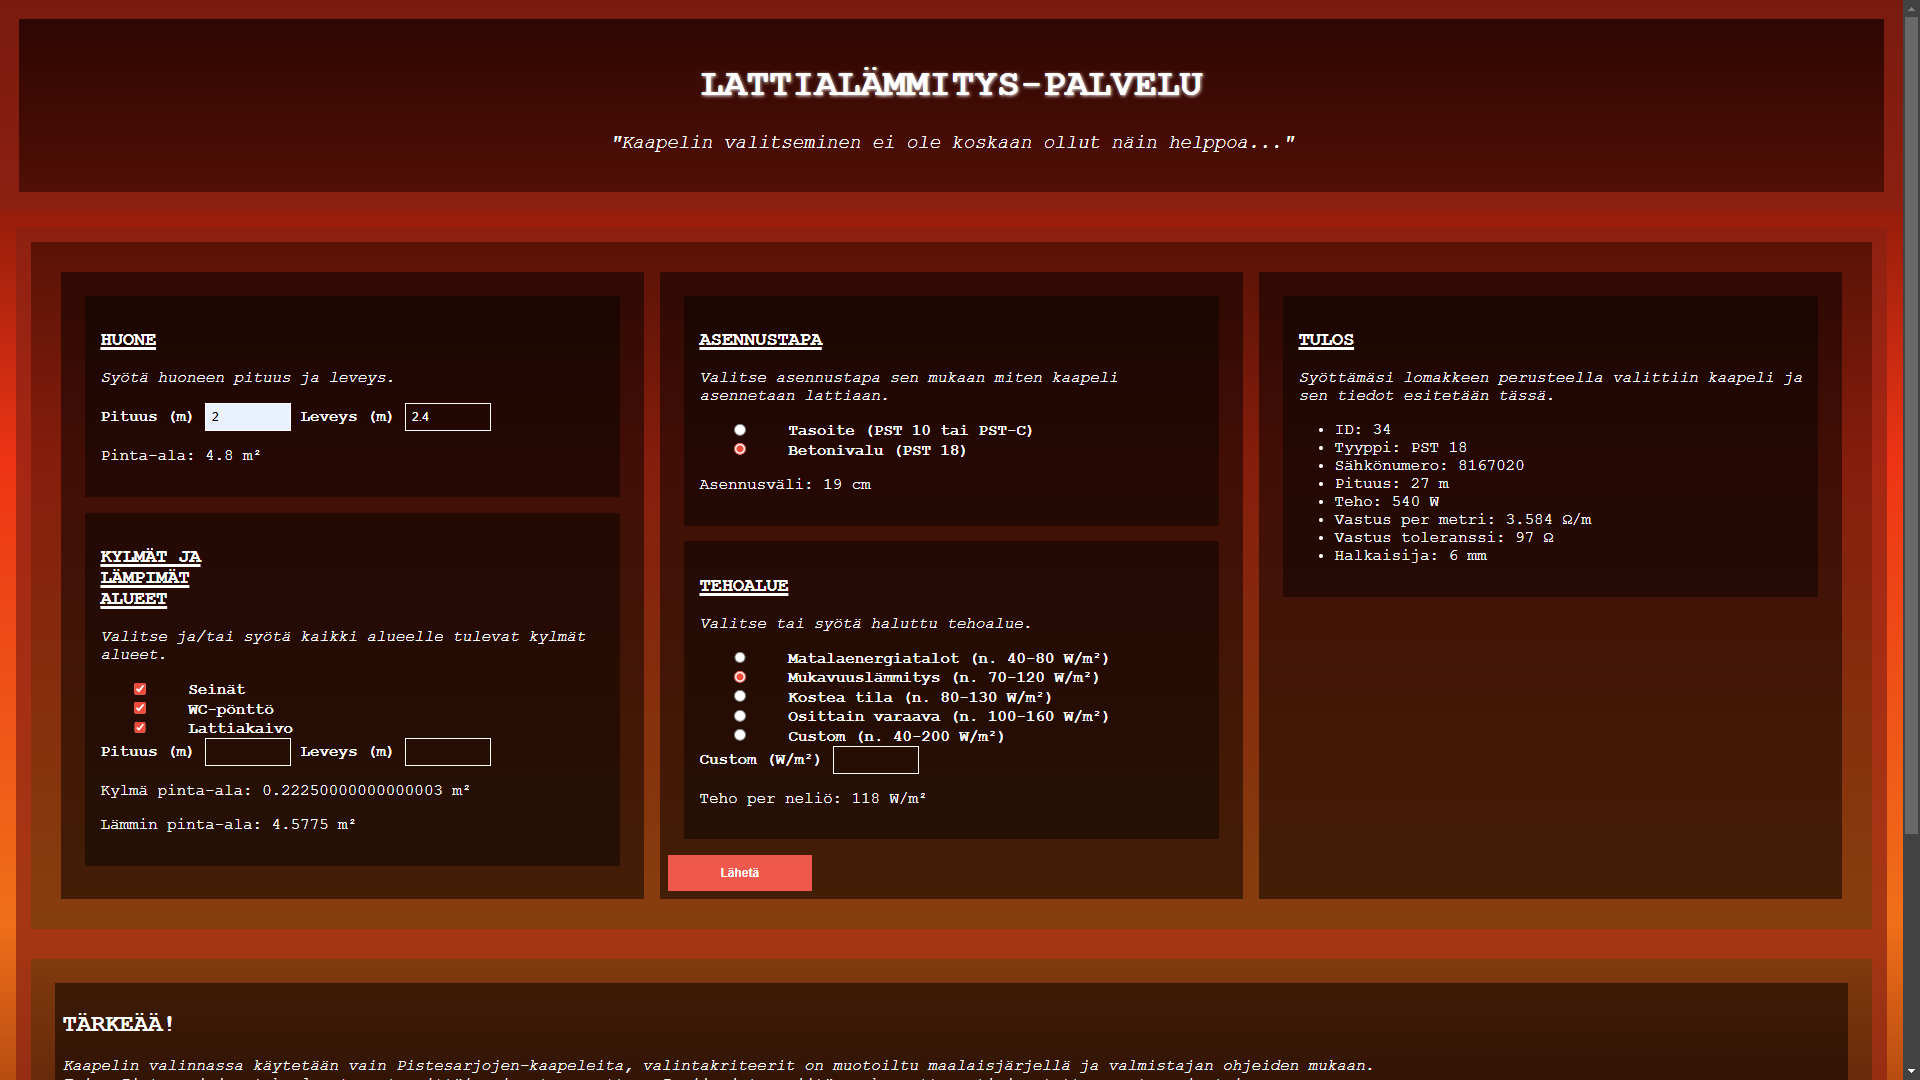 LATTIALÄMMITYS-PALVELU
"Kaapelin valitseminen ei ole koskaan ollut näin helppoa..."
HUONE
Syötä huoneen pituus ja leveys.
Pituus (m) 2 Leveys (m) 2.4
Pinta-ala: 4.8 m²
KYLMÄT JA
LÄMPIMÄT
ALUEET
Valitse ja/tai syötä kaikki alueelle tulevat kylmät
alueet.
Seinät
WC-pönttö
Lattiakaivo
Pituus (m) Leveys (m)
Kylmä pinta-ala: 0.22250000000000003 m²
Lämmin pinta-ala: 4.5775 m²
ASENNUSTAPA
Valitse asennustapa sen mukaan miten kaapeli
asennetaan lattiaan.
Tasoite (PST 10 tai PST-C)
Betonivalu (PST 18)
Asennusväli: 19 cm
TEHOALUE
Valitse tai syötä haluttu tehoalue.
Matalaenergiatalot (n. 40-80 W/m²)
Mukavuuslämmitys (n. 70-120 W/m²)
Kostea tila (n. 80-130 W/m²)
Osittain varaava (n. 100-160 W/m²)
Custom (n. 40-200 W/m²)
Custom (W/m²)
Teho per neliö: 118 W/m²
Lähetä
TULOS
Syöttämäsi lomakkeen perusteella valittiin kaapeli ja
sen tiedot esitetään tässä.
• ID: 34
• Tyyppi: PST 18
• Sähkönumero: 8167020
• Pituus: 27 m
• Teho: 540 W
• Vastus per metri: 3.584 Ω/m
• Vastus toleranssi: 97 Ω
• Halkaisija: 6 mm
TÄRKEÄÄ!
Kaapelin valinnassa käytetään vain Pistesarjojen-kaapeleita, valintakriteerit on muotoiltu maalaisjärjellä ja valmistajan ohjeiden mukaan.